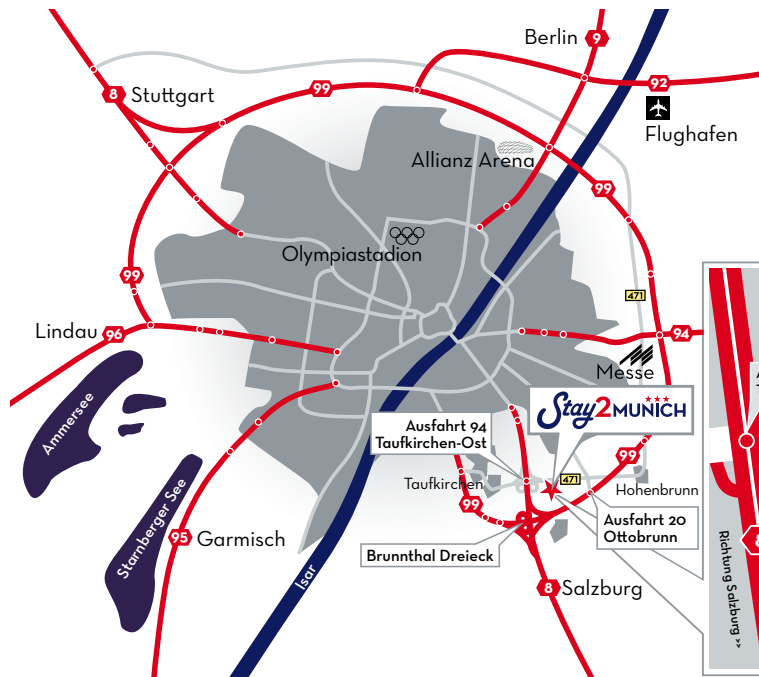 Berlin
9
92
8
Stuttgart
99
Flughafen
Allianz Arena
99
Olympiastadion
99
471
Lindau
96
94
Messe
Stay2MUNICH
Ammersee
Ausfahrt 94
Taufkirchen-Ost
99
Starnberger See
Taufkirchen
471
Hohenbrunn
99
Ausfahrt 20
Ottobrunn
95
Garmisch
Brunnthal Dreieck
Isar
8
Salzburg
8
Richtung Salzburg >>